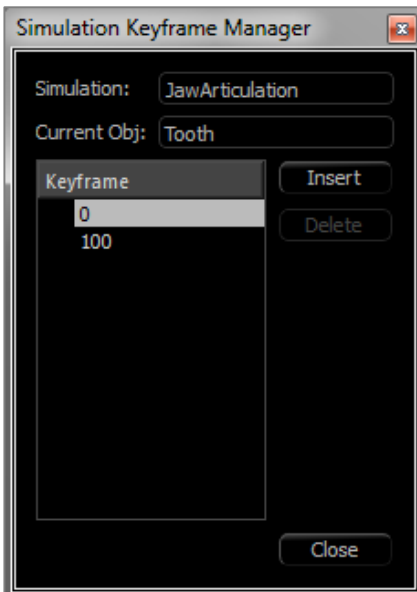 Simulation Keyframe Manager
Simulation: JawArticulation
Current Obj: Tooth
Keyframe
Insert
0
Delete
100
Close